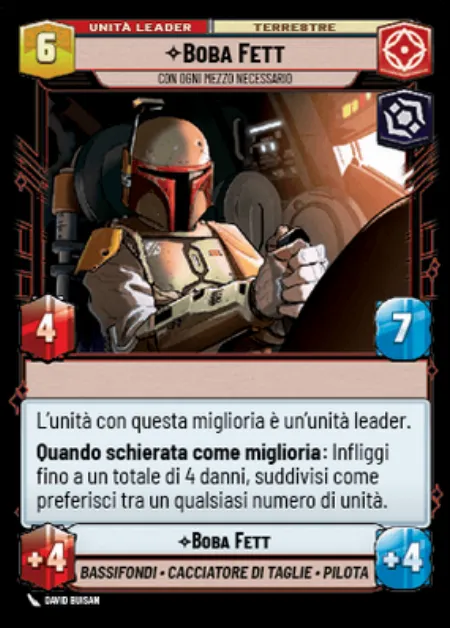 UNITÀ LEADER
TERRESTRE
6
BOBA FETT
CON OGNI MEZZO NECESSARIO
4
7
L'unità con questa miglioria è un'unità leader.
Quando schierata come miglioria: Infliggi
fino a un totale di 4 danni, suddivisi come
preferisci tra un qualsiasi numero di unità.
BOBA FETT
+4
+4
BASSIFONDI • CACCIATORE DI TAGLIE • PILOTA
DAVID BUISAN